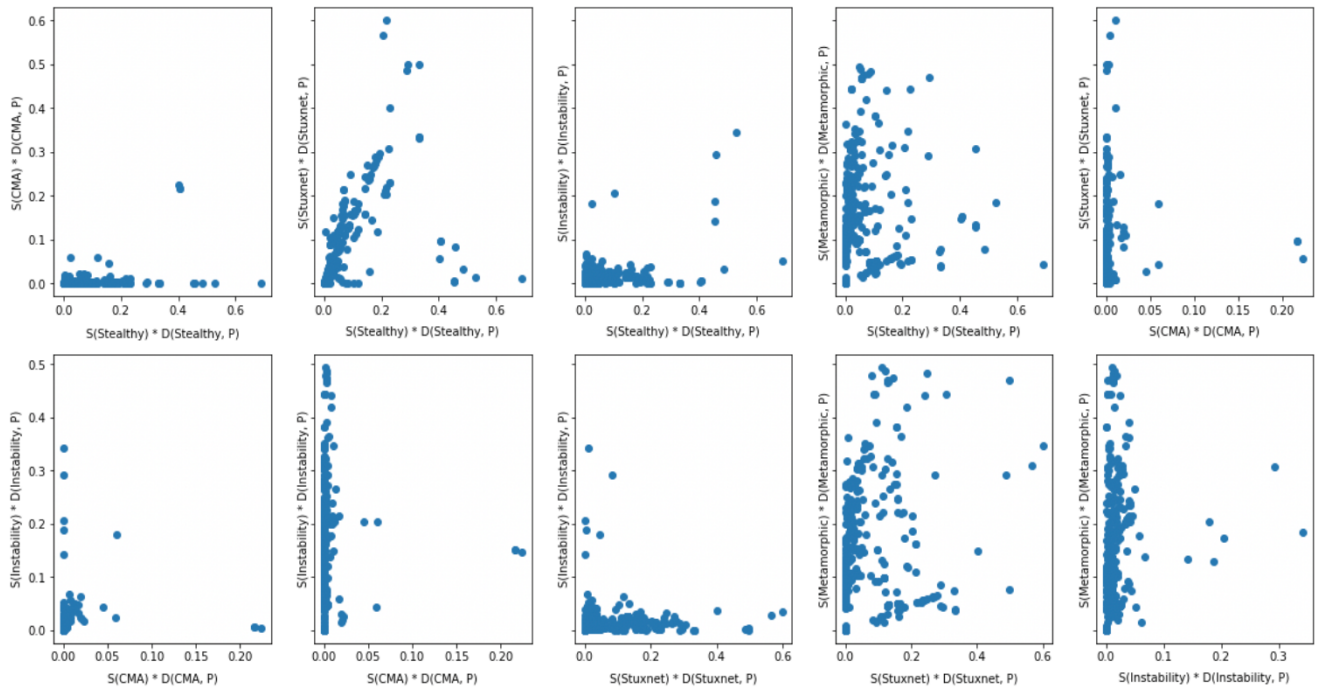 0.6
0.5
0.4
0.3
0.2
0.1
0.0
S(CMA) * D(CMA, P)
0.0 0.2 0.4 0.6
S(Stealthy) * D(Stealthy, P)
S(Stuxnet) * D(Stuxnet, P)
0.0 0.2 0.4 0.6
S(Stealthy) * D(Stealthy, P)
S(Instability) * D(Instability, P)
0.0 0.2 0.4 0.6
S(Stealthy) * D(Stealthy, P)
S(Metamorphic) * D(Metamorphic, P)
0.0 0.2 0.4 0.6
S(Stealthy) * D(Stealthy, P)
S(Stuxnet) * D(Stuxnet, P)
0.00 0.05 0.10 0.15 0.20
S(CMA) * D(CMA, P)
0.5
0.4
0.3
0.2
0.1
0.0
S(Instability) * D(Instability, P)
0.00 0.05 0.10 0.15 0.20
S(CMA) * D(CMA, P)
S(Instability) * D(Instability, P)
0.00 0.05 0.10 0.15 0.20
S(CMA) * D(CMA, P)
S(Instability) * D(Instability, P)
0.0 0.2 0.4 0.6
S(Stuxnet) * D(Stuxnet, P)
S(Metamorphic) * D(Metamorphic, P)
0.0 0.2 0.4 0.6
S(Stuxnet) * D(Stuxnet, P)
S(Metamorphic) * D(Metamorphic, P)
0.0 0.1 0.2 0.3
S(Instability) * D(Instability, P)